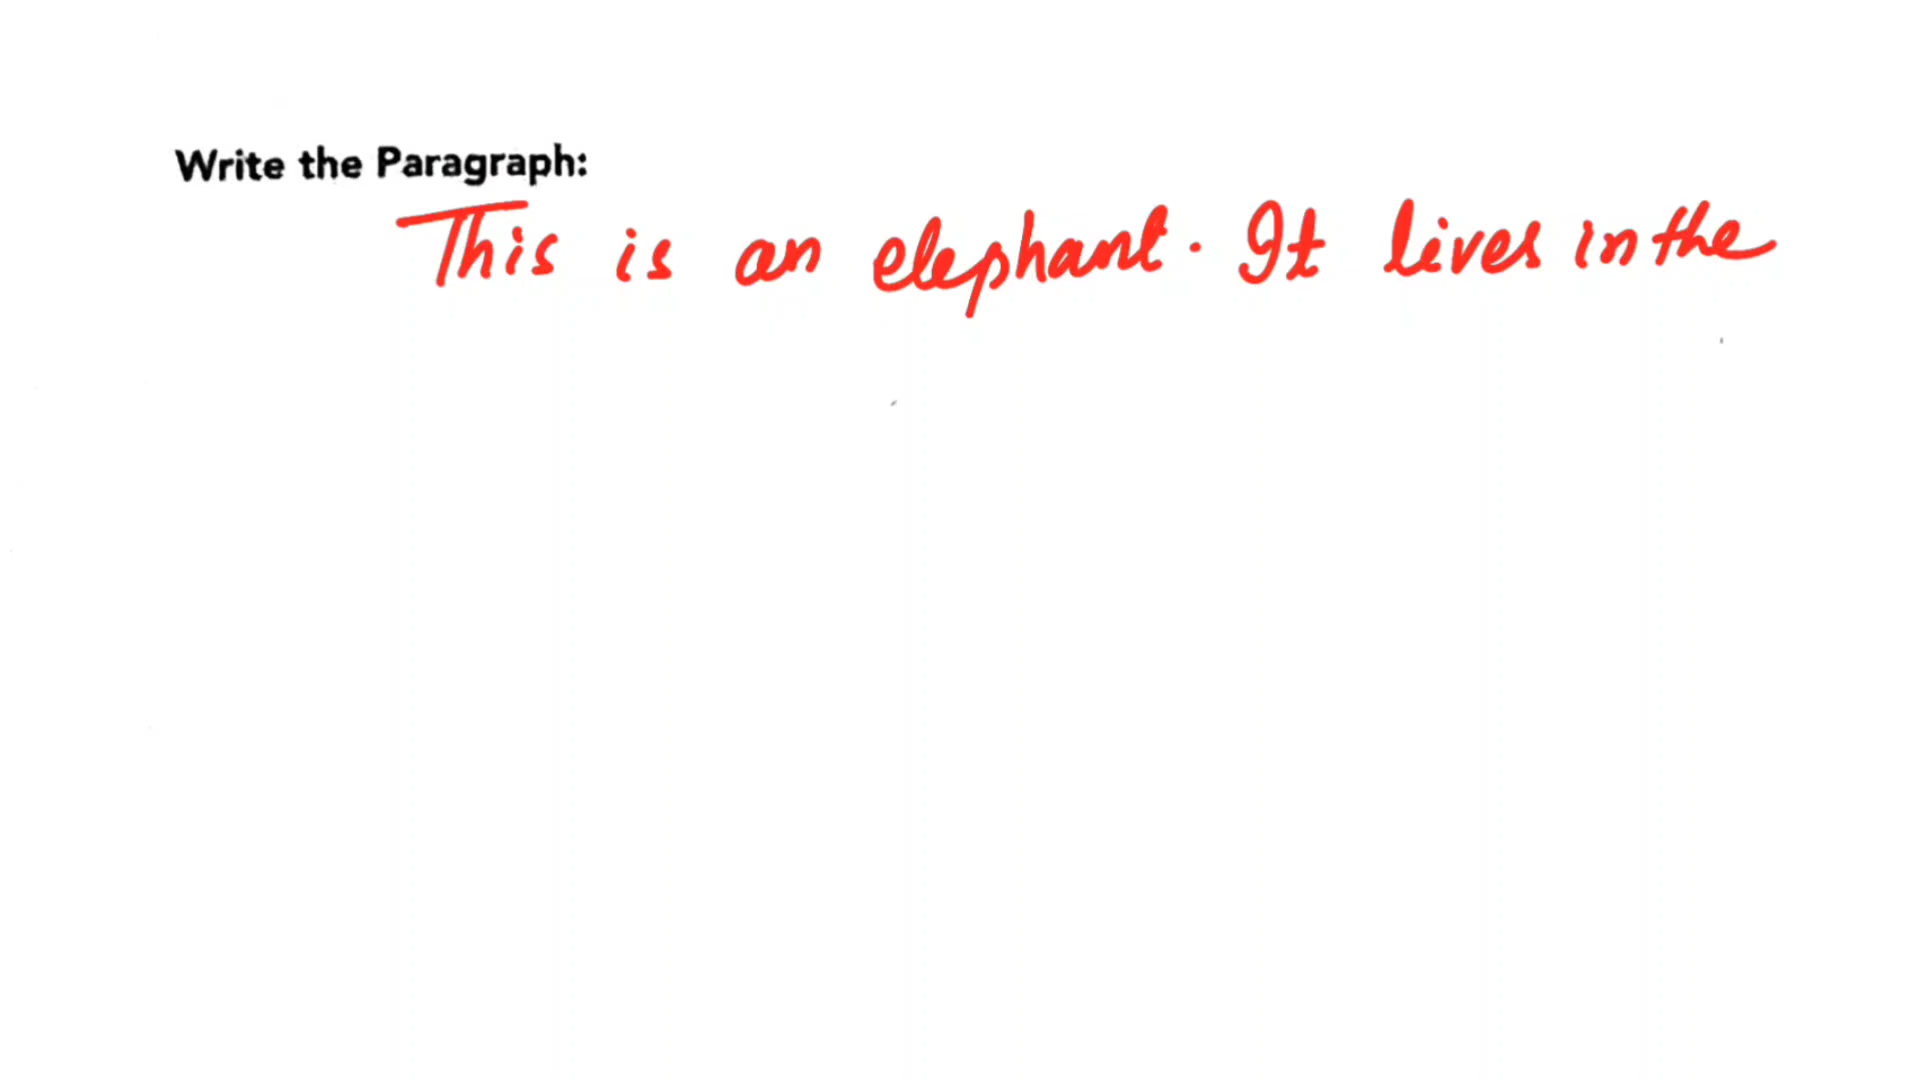 Write the Paragraph:
This is an elephant. It lives in the